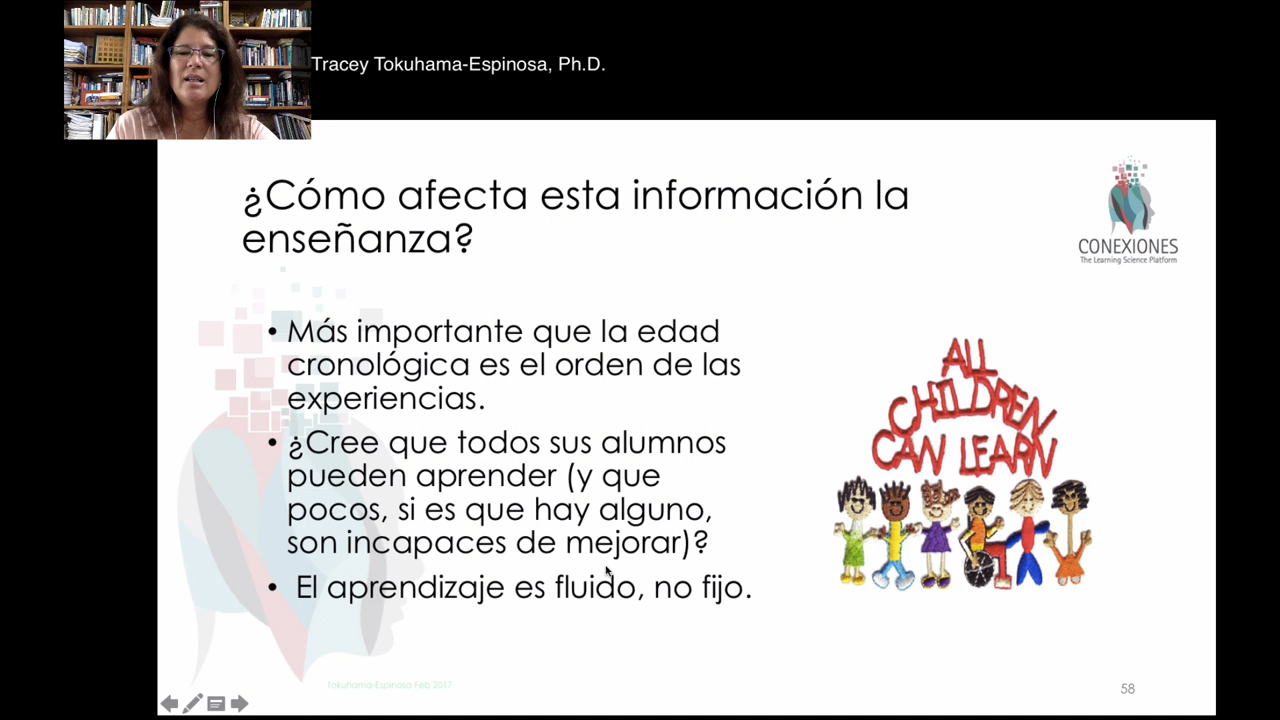 Tracey Tokuhama-Espinosa, Ph.D.
¿Cómo afecta esta información la
enseñanza?
CONEXIONES
The Learning Science Platform
• Más importante que la edad
cronológica es el orden de las
experiencias.
• ¿Cree que todos sus alumnos
pueden aprender (y que
pocos, si es que hay alguno,
son incapaces de mejorar)?
• El aprendizaje es fluido, no fijo.
ALL
CHILDREN
CAN LEARN
Tokuhama-Espinosa Feb 2017
58